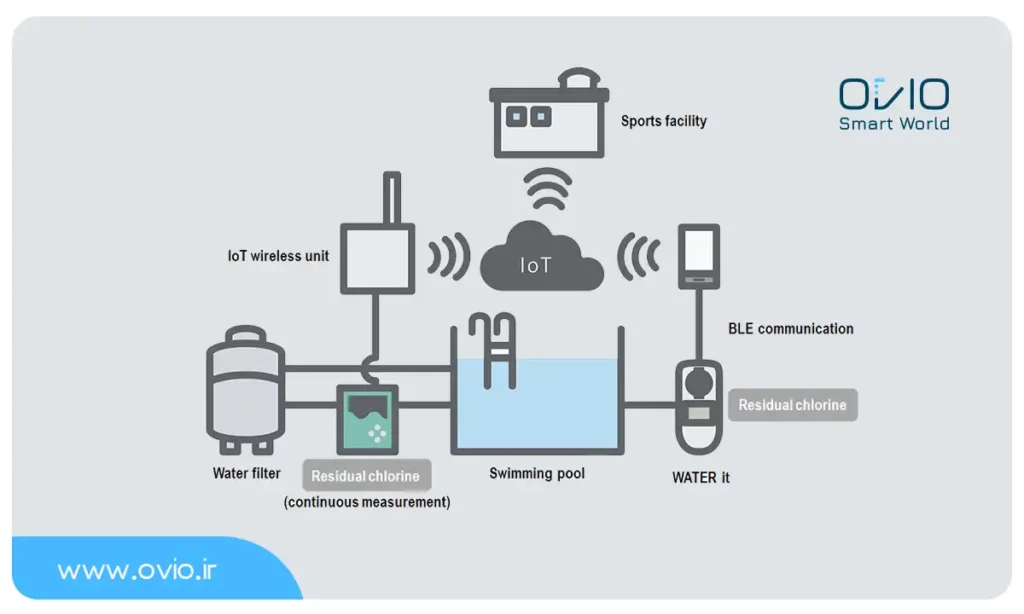 OVIO
Smart World
Sports facility
IoT wireless unit
IoT
BLE communication
Residual chlorine
Water filter
Residual chlorine
(continuous measurement)
Swimming pool
WATER it
www.ovio.ir